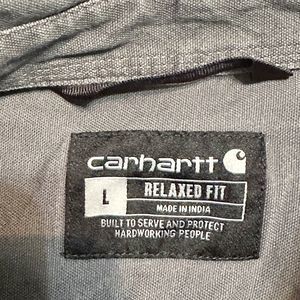 carhartt
L
RELAXED FIT
MADE IN INDIA
BUILT TO SERVE AND PROTECT
HARDWORKING PEOPLE